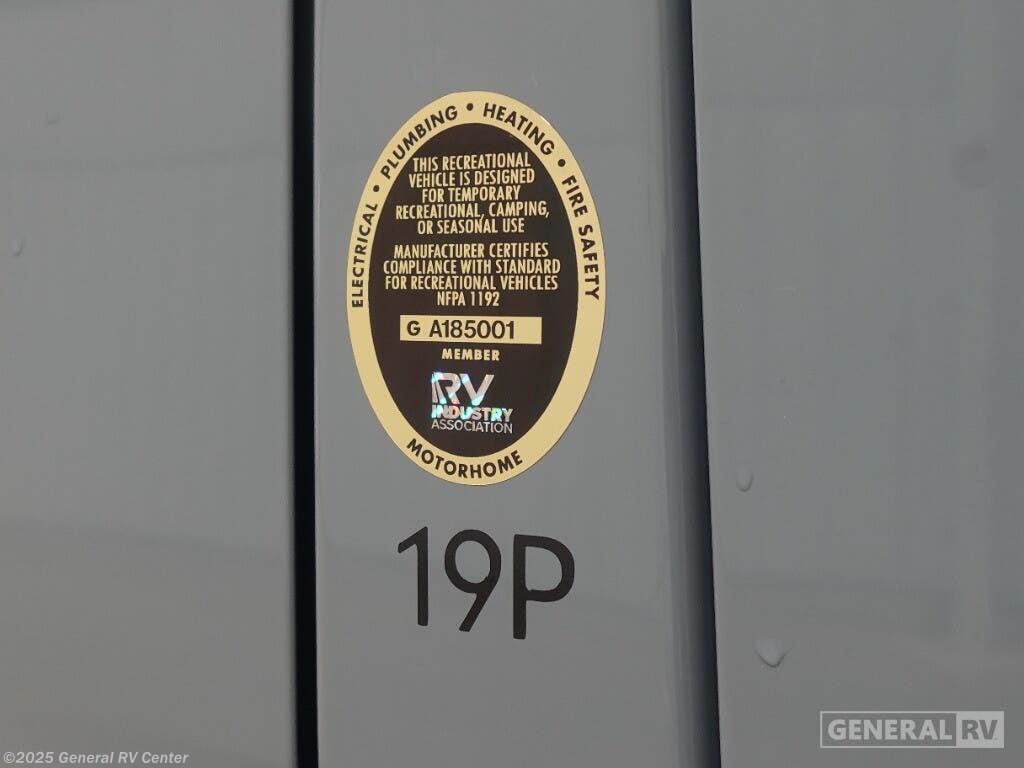 ELECTRICAL • PLUMBING • HEATING • FIRE SAFETY
THIS RECREATIONAL
VEHICLE IS DESIGNED
FOR TEMPORARY
RECREATIONAL, CAMPING,
OR SEASONAL USE
MANUFACTURER CERTIFIES
COMPLIANCE WITH STANDARD
FOR RECREATIONAL VEHICLES
NFPA 1192
G A185001
MEMBER
RV
INDUSTRY
ASSOCIATION
MOTORHOME
19P
GENERAL RV
©2025 General RV Center